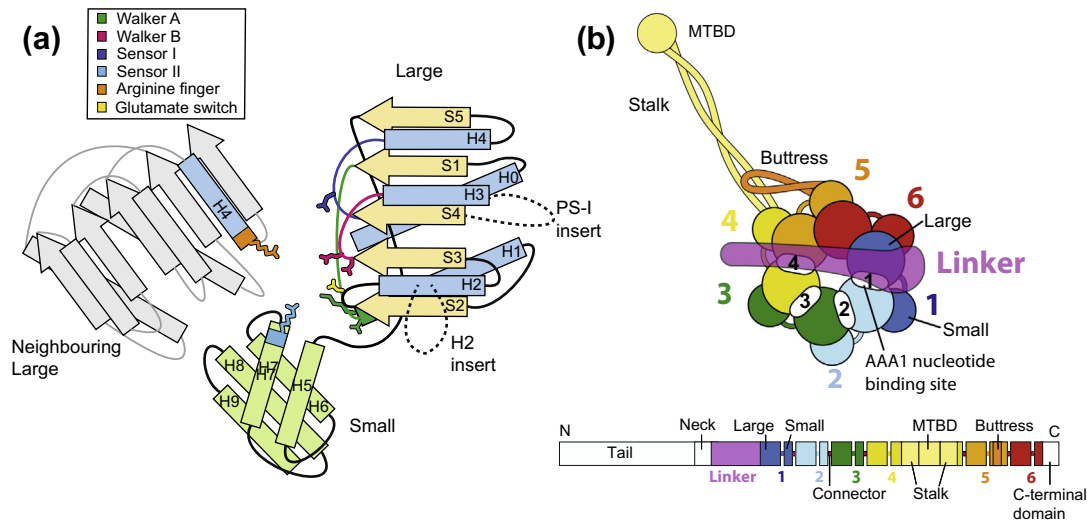 (a)
Walker A
Walker B
Sensor I
Sensor II
Arginine finger
Glutamate switch
Large
S5
H4
S1
H0
H3
S4
PS-I
insert
S3
H1
H2
S2
H2
insert
H4
Neighbouring
Large
H8
H7
H7
H5
H9
H6
Small
(b)
MTBD
Stalk
Buttress
5
6
4
Large
Linker
4
1
3
3
2
1
Small
AAA1 nucleotide
binding site
2
N
Neck
Large
Small
MTBD
Buttress
C
Tail
Linker
1
2
3
4
5
6
Connector
Stalk
C-terminal
domain